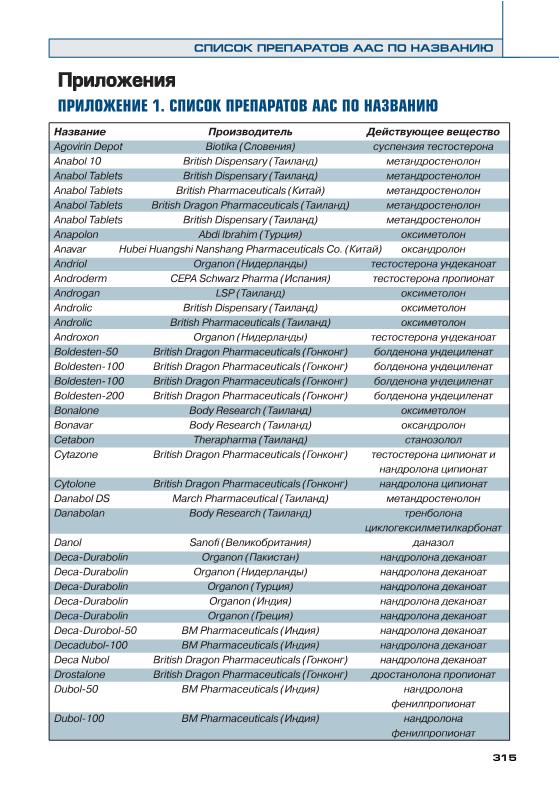 СПИСОК ПРЕПАРАТОВ ААС ПО НАЗВАНИЮ
Приложения
ПРИЛОЖЕНИЕ 1. СПИСОК ПРЕПАРАТОВ ААС ПО НАЗВАНИЮ
Название Производитель Действующее вещество
Agovirin Depot Biotika (Словения) суспензия тестостерона
Anabol 10 British Dispensary (Таиланд) метандростенолон
Anabol Tablets British Dispensary (Таиланд) метандростенолон
Anabol Tablets British Pharmaceuticals (Китай) метандростенолон
Anabol Tablets British Dragon Pharmaceuticals (Таиланд) метандростенолон
Anabol Tablets British Dispensary (Таиланд) метандростенолон
Anapolon Abdi Ibrahim (Турция) оксиметолон
Anavar Hubei Huangshi Nanshang Pharmaceuticals Co. (Китай) оксандролон
Andriol Organon (Нидерланды) тестостерона ундеканоат
Androderm CEPA Schwarz Pharma (Испания) тестостерона пропионат
Androgan LSP (Таиланд) оксиметолон
Androlic British Dispensary (Таиланд) оксиметолон
Androlic British Pharmaceuticals (Таиланд) оксиметолон
Androxon Organon (Нидерланды) тестостерона ундеканоат
Boldesten-50 British Dragon Pharmaceuticals (Гонконг) болденона ундециленат
Boldesten-100 British Dragon Pharmaceuticals (Гонконг) болденона ундециленат
Boldesten-100 British Dragon Pharmaceuticals (Гонконг) болденона ундециленат
Boldesten-200 British Dragon Pharmaceuticals (Гонконг) болденона ундециленат
Bonalone Body Research (Таиланд) оксиметолон
Bonavar Body Research (Таиланд) оксандролон
Cetabon Therapharma (Таиланд) станозолол
Cytazone British Dragon Pharmaceuticals (Гонконг) тестостерона ципионат и
нандролона ципионат
Cytolone British Dragon Pharmaceuticals (Гонконг) нандролона ципионат
Danabol DS March Pharmaceutical (Таиланд) метандростенолон
Danabolan Body Research (Таиланд) тренболона
циклогексилметилкарбонат
Danol Sanofi (Великобритания) даназол
Deca-Durabolin Organon (Пакистан) нандролона деканоат
Deca-Durabolin Organon (Нидерланды) нандролона деканоат
Deca-Durabolin Organon (Турция) нандролона деканоат
Deca-Durabolin Organon (Индия) нандролона деканоат
Deca-Durabolin Organon (Греция) нандролона деканоат
Deca-Durobol-50 BM Pharmaceuticals (Индия) нандролона деканоат
Decadubol-100 BM Pharmaceuticals (Индия) нандролона деканоат
Deca Nubol British Dragon Pharmaceuticals (Гонконг) нандролона деканоат
Drostalone British Dragon Pharmaceuticals (Гонконг) дростанолона пропионат
Dubol-50 BM Pharmaceuticals (Индия) нандролона
фенилпропионат
Dubol-100 BM Pharmaceuticals (Индия) нандролона
фенилпропионат
315